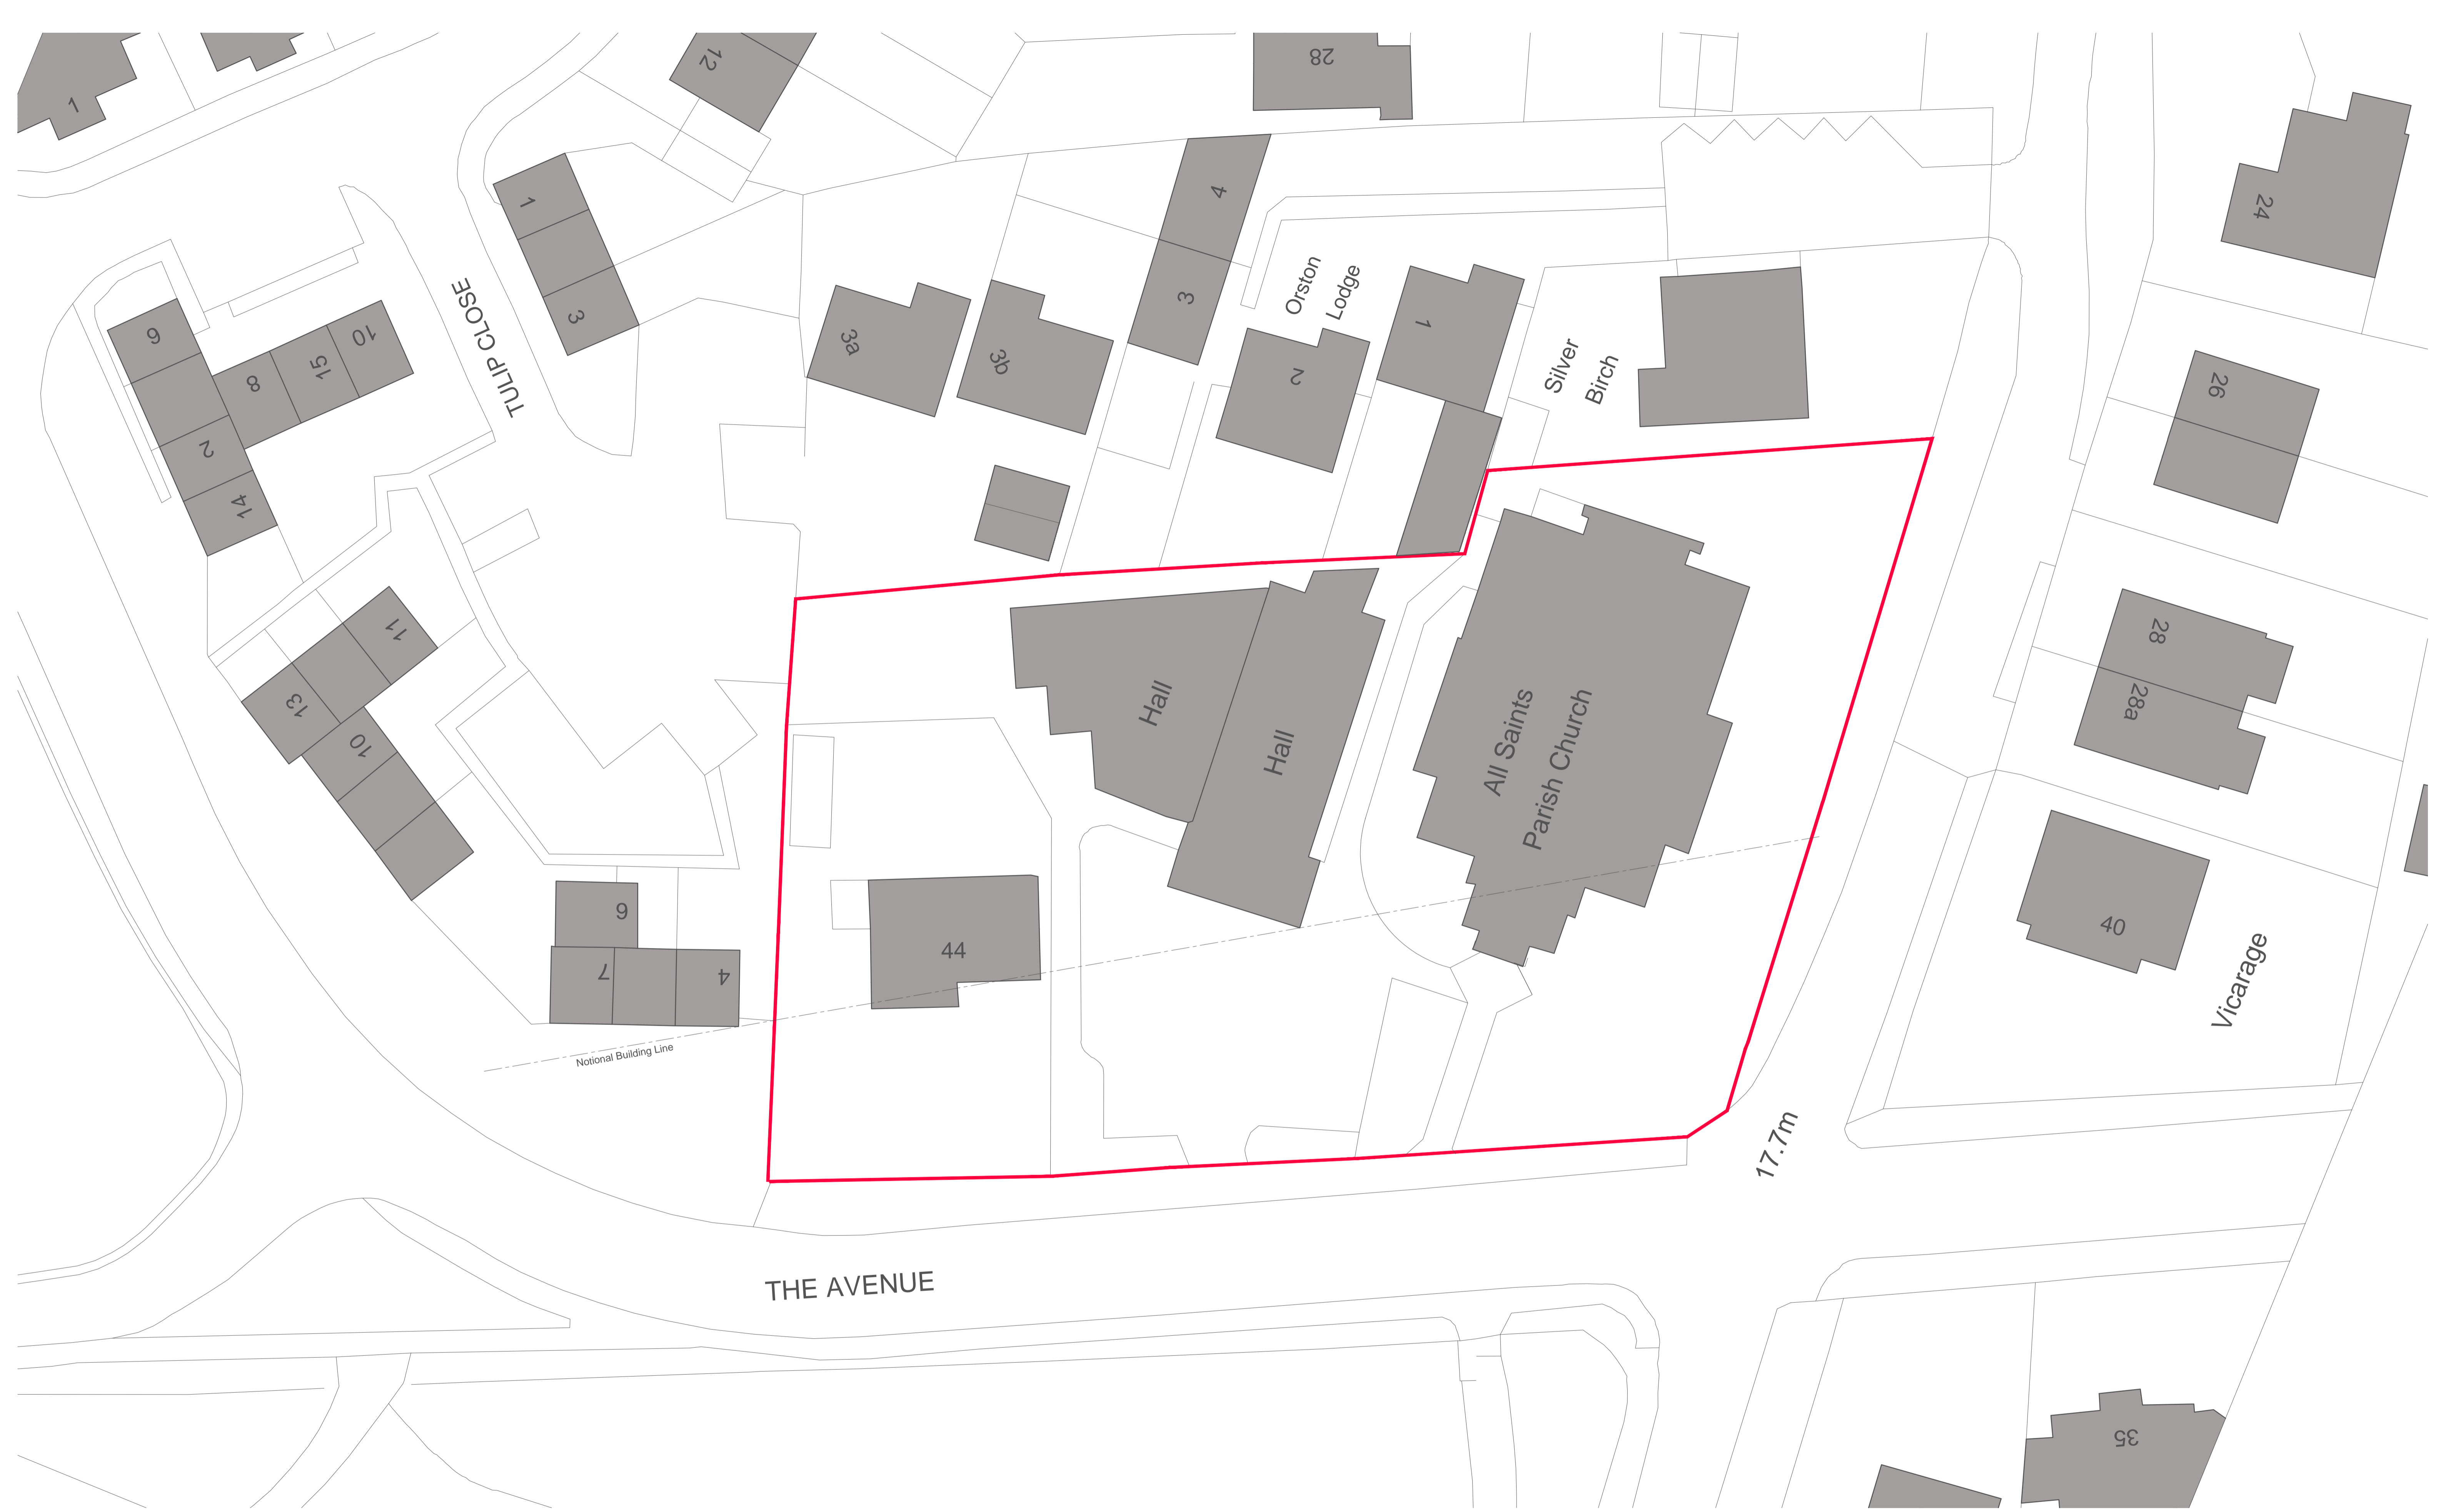 1
12
28
24
1
3
4
3
3a
3b
Orston
Lodge
1
2
Silver
Birch
TULIP CLOSE
6
8
15
10
2
14
26
11
13
10
Hall
Hall
All Saints
Parish Church
28
28a
9
7
4
44
40
Vicarage
Notional Building Line
17.7m
THE AVENUE
35